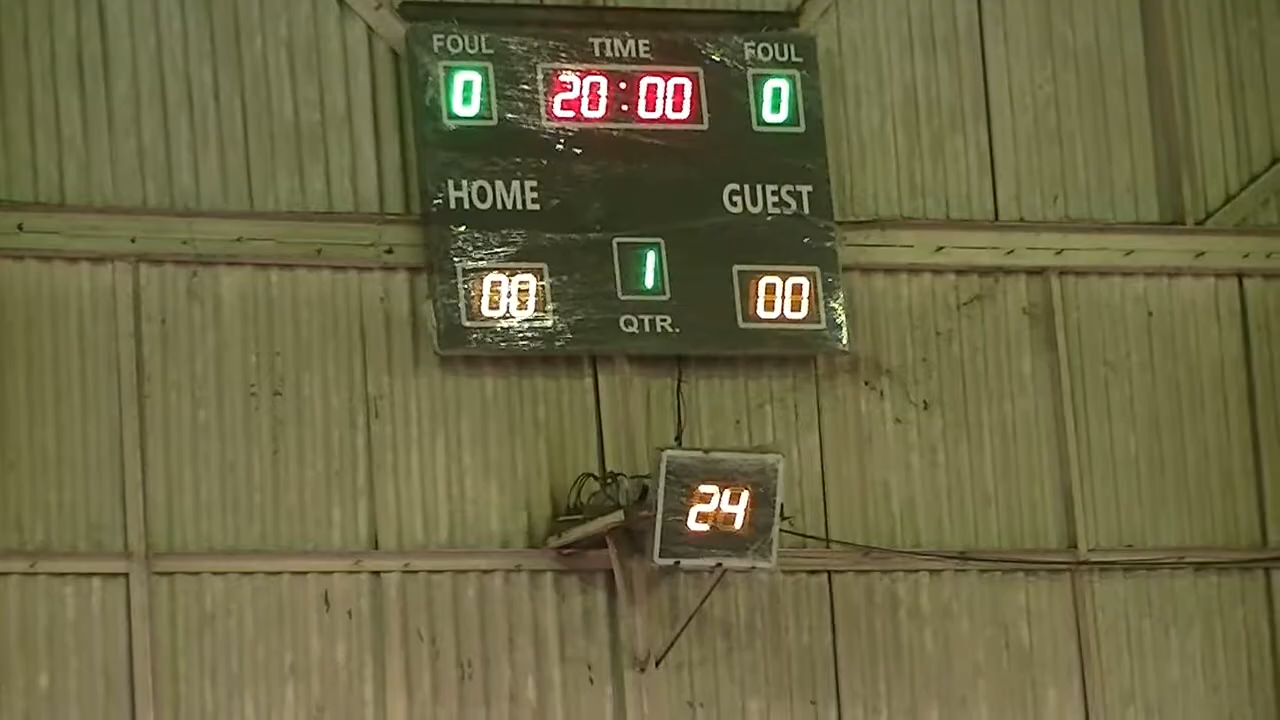 FOUL TIME FOUL
0 20:00 0
HOME GUEST
00 1 00
QTR.
24